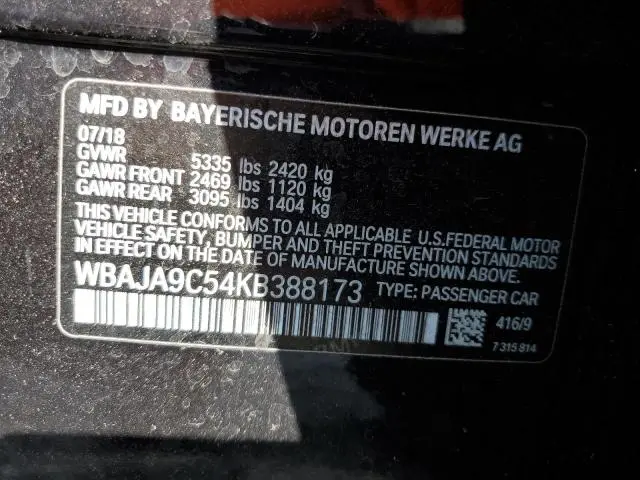 MFD BY BAYERISCHE MOTOREN WERKE AG
07/18
GVWR 5335 lbs 2420 kg
GAWR FRONT 2469 lbs 1120 kg
GAWR REAR 3095 lbs 1404 kg
THIS VEHICLE CONFORMS TO ALL APPLICABLE U.S.FEDERAL MOTOR
VEHICLE SAFETY, BUMPER AND THEFT PREVENTION STANDARDS
IN EFFECT ON THE DATE OF MANUFACTURE SHOWN ABOVE.
WBAJA9C54KB388173 TYPE: PASSENGER CAR
416/9
7 315 814